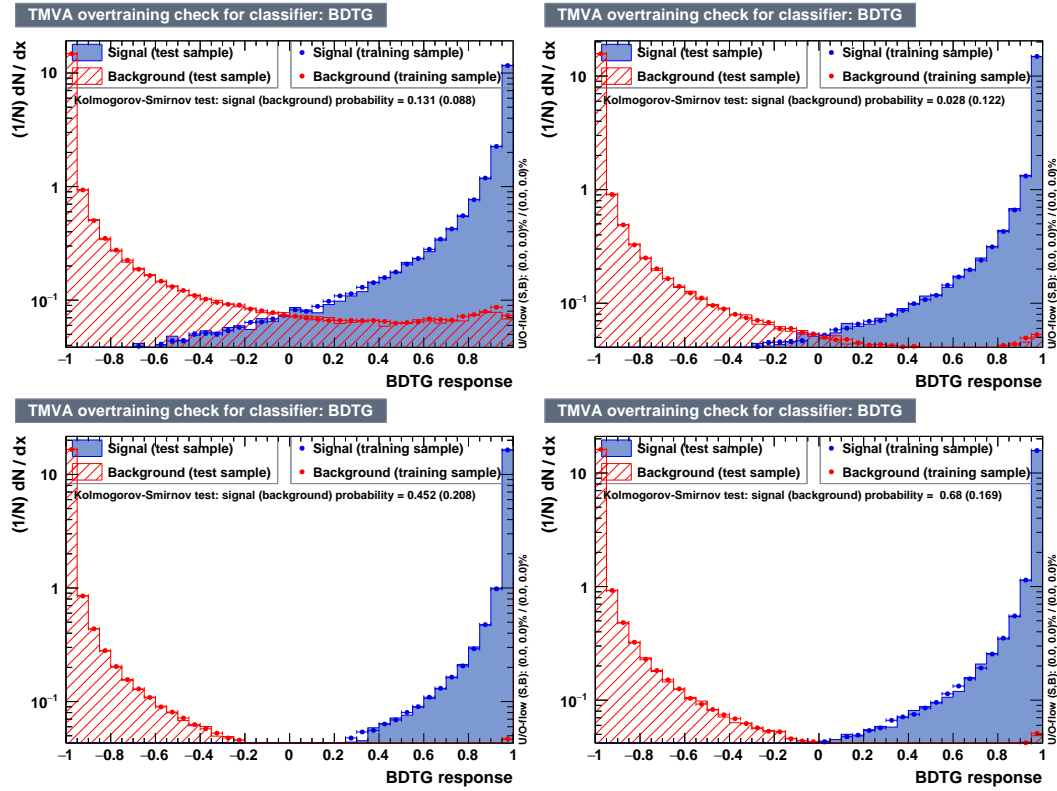 TMVA overtraining check for classifier: BDTG
(1/N) dN / dx
Signal (test sample)
Background (test sample)
Signal (training sample)
Background (training sample)
Kolmogorov-Smirnov test: signal (background) probability = 0.131 (0.088)
10
1
10⁻¹
U/O-flow (S,B): (0.0, 0.0)% / (0.0, 0.0)%
−1 −0.8 −0.6 −0.4 −0.2 0 0.2 0.4 0.6 0.8 1
BDTG response
TMVA overtraining check for classifier: BDTG
(1/N) dN / dx
Signal (test sample)
Background (test sample)
Signal (training sample)
Background (training sample)
Kolmogorov-Smirnov test: signal (background) probability = 0.028 (0.122)
10
1
10⁻¹
U/O-flow (S,B): (0.0, 0.0)% / (0.0, 0.0)%
−1 −0.8 −0.6 −0.4 −0.2 0 0.2 0.4 0.6 0.8 1
BDTG response
TMVA overtraining check for classifier: BDTG
(1/N) dN / dx
Signal (test sample)
Background (test sample)
Signal (training sample)
Background (training sample)
Kolmogorov-Smirnov test: signal (background) probability = 0.452 (0.208)
10
1
10⁻¹
U/O-flow (S,B): (0.0, 0.0)% / (0.0, 0.0)%
−1 −0.8 −0.6 −0.4 −0.2 0 0.2 0.4 0.6 0.8 1
BDTG response
TMVA overtraining check for classifier: BDTG
(1/N) dN / dx
Signal (test sample)
Background (test sample)
Signal (training sample)
Background (training sample)
Kolmogorov-Smirnov test: signal (background) probability = 0.68 (0.169)
10
1
10⁻¹
U/O-flow (S,B): (0.0, 0.0)% / (0.0, 0.0)%
−1 −0.8 −0.6 −0.4 −0.2 0 0.2 0.4 0.6 0.8 1
BDTG response